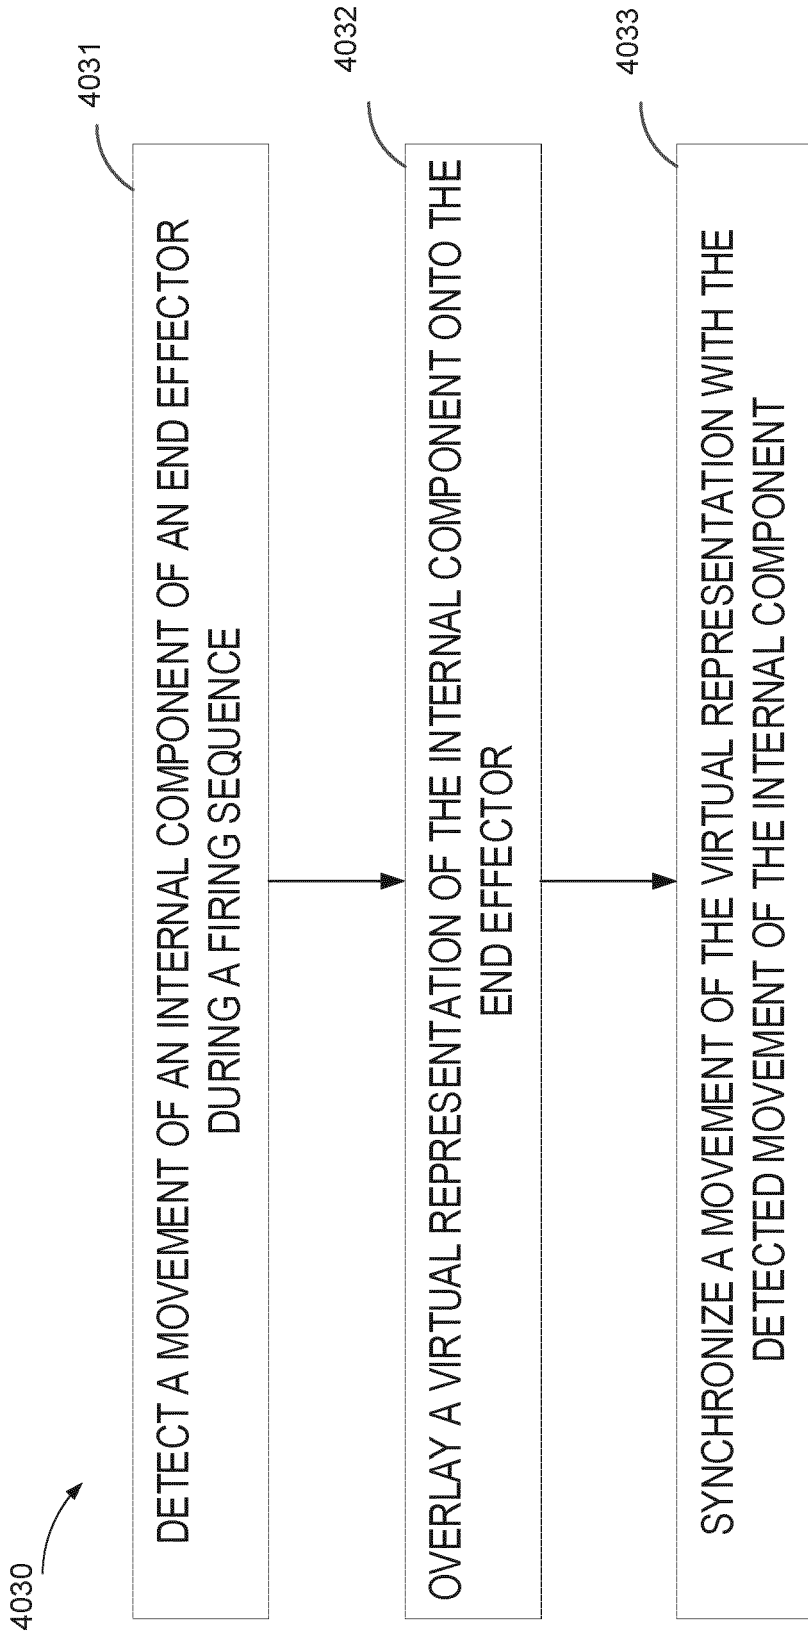 4030
4031
DETECT A MOVEMENT OF AN INTERNAL COMPONENT OF AN END EFFECTOR
DURING A FIRING SEQUENCE
4032
OVERLAY A VIRTUAL REPRESENTATION OF THE INTERNAL COMPONENT ONTO THE
END EFFECTOR
4033
SYNCHRONIZE A MOVEMENT OF THE VIRTUAL REPRESENTATION WITH THE
DETECTED MOVEMENT OF THE INTERNAL COMPONENT